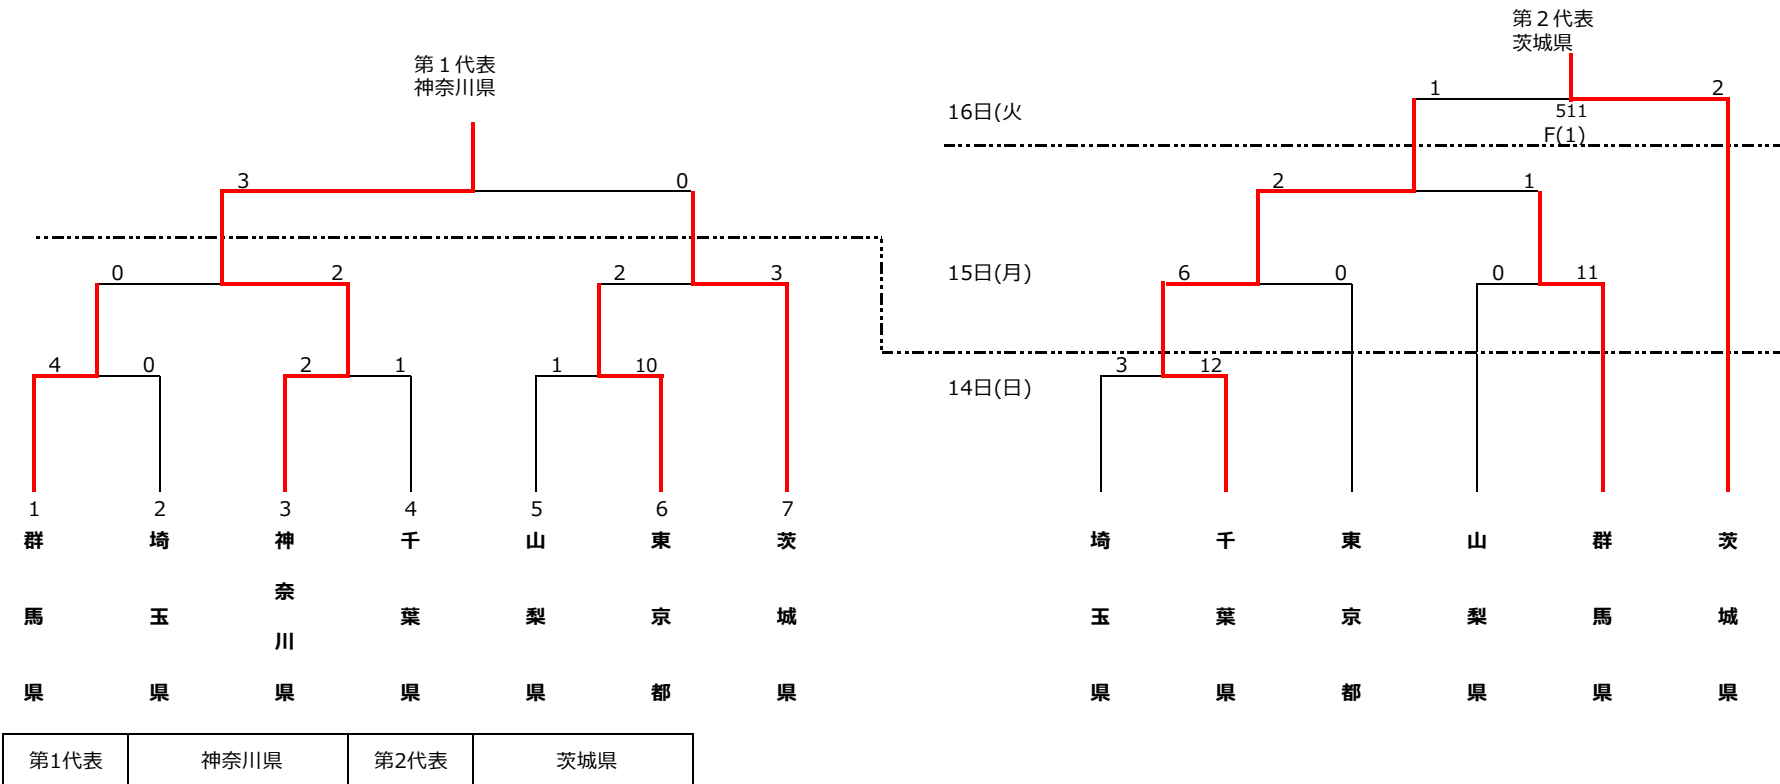 第１代表
神奈川県
3 0
0 2 2 3
4 0 2 1 1 10
1 2 3 4 5 6 7
群馬県
埼玉県
神奈川県
千葉県
山梨県
東京都
茨城県
第２代表
茨城県
1 2
16日(火
511
F(1)
2 1
15日(月)
6 0 0 11
14日(日)
3 12
埼玉県
千葉県
東京都
山梨県
群馬県
茨城県
第1代表 神奈川県 第2代表 茨城県